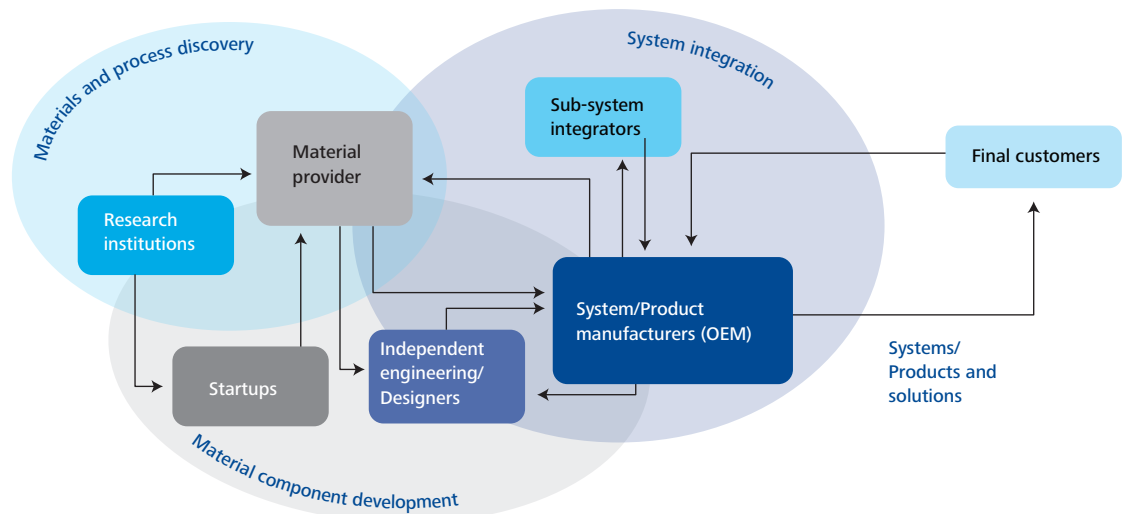 Materials and process discovery
System integration
Sub-system
integrators
Final customers
Material
provider
Research
institutions
System/Product
manufacturers (OEM)
Independent
engineering/
Designers
Startups
Systems/
Products and
solutions
Material component development